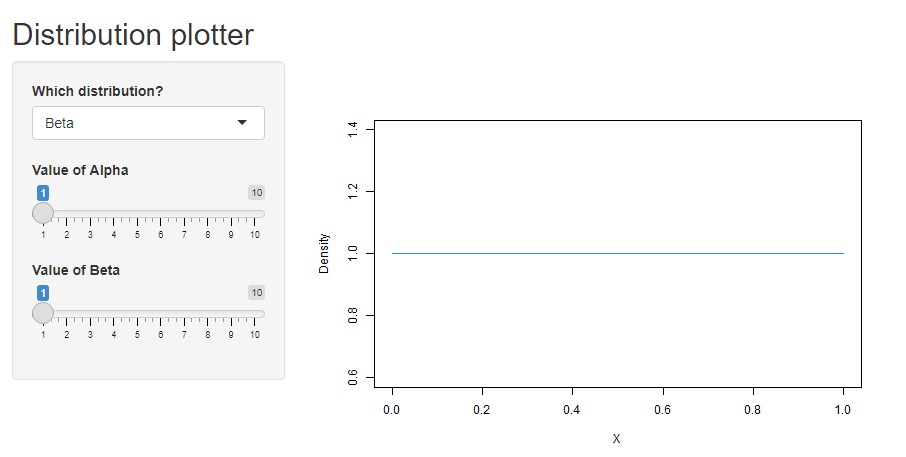 Distribution plotter
Which distribution?
Beta
Value of Alpha
1 10
1 2 3 4 5 6 7 8 9 10
Value of Beta
1 10
1 2 3 4 5 6 7 8 9 10
Density
1.4
1.2
1.0
0.8
0.6
0.0 0.2 0.4 0.6 0.8 1.0
X